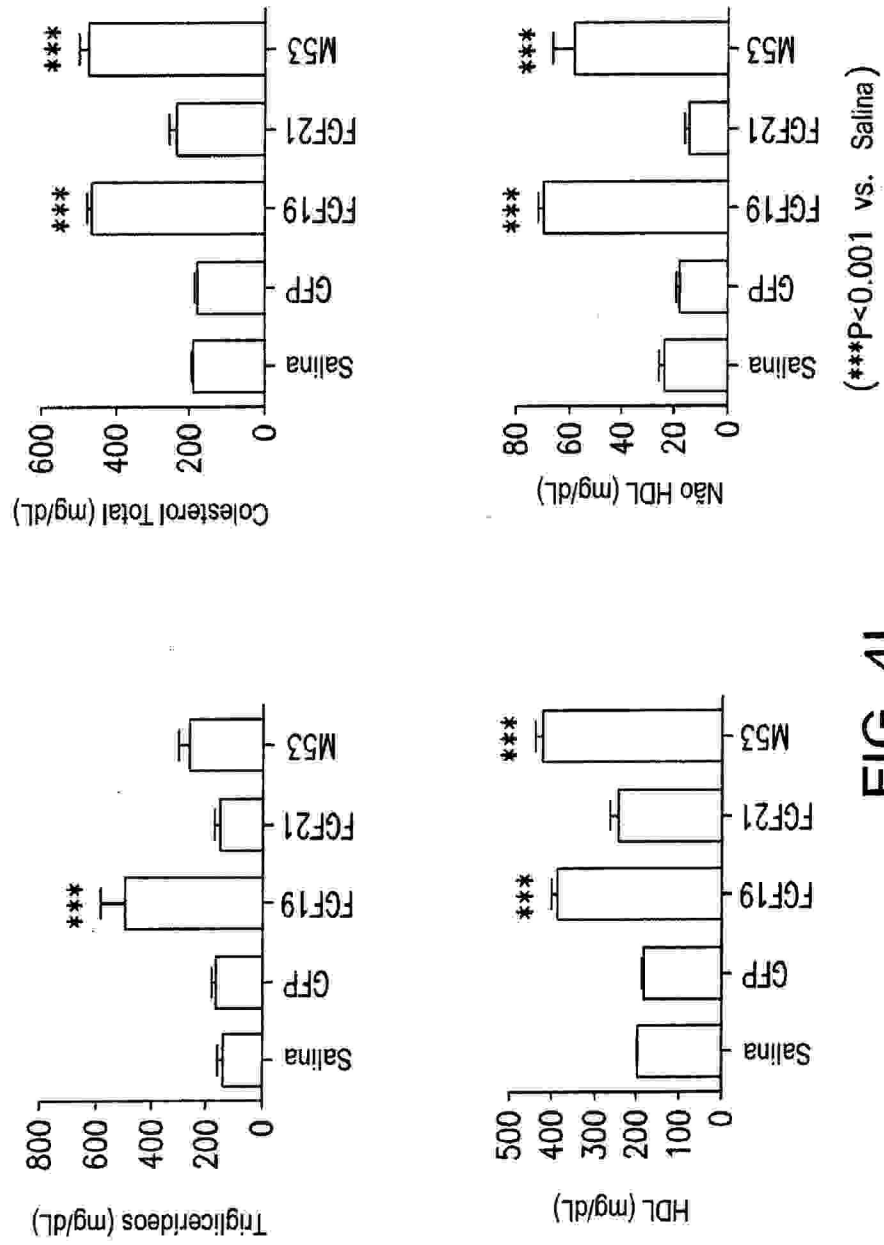 Triglicerídeos (mg/dL)
800
600
400
200
0
***
Salina
GFP
FGF19
FGF21
M53
Colesterol Total (mg/dL)
600
400
200
0
***
***
Salina
GFP
FGF19
FGF21
M53
HDL (mg/dL)
500
400
300
200
100
0
***
***
Salina
GFP
FGF19
FGF21
M53
Não HDL (mg/dL)
80
60
40
20
0
***
***
Salina
GFP
FGF19
FGF21
M53
(***P<0.001 vs. Salina)
FIG.